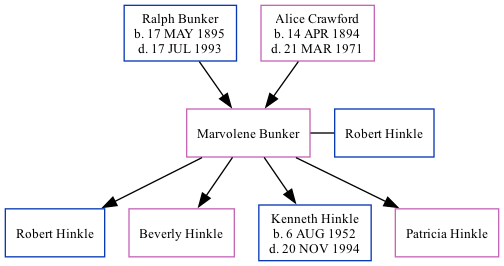 Ralph Bunker
b. 17 MAY 1895
d. 17 JUL 1993
Alice Crawford
b. 14 APR 1894
d. 21 MAR 1971
Marvolene Bunker
Robert Hinkle
Robert Hinkle
Beverly Hinkle
Kenneth Hinkle
b. 6 AUG 1952
d. 20 NOV 1994
Patricia Hinkle